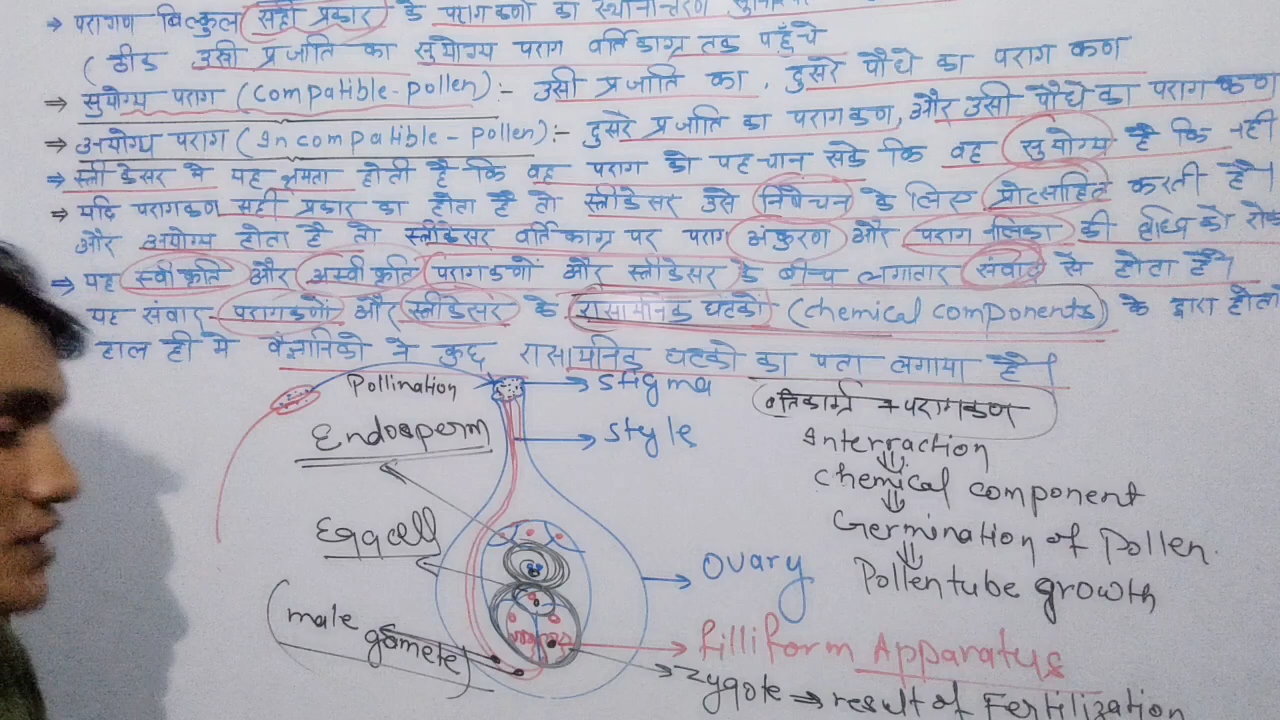 → परागण बिल्कुल सही प्रकार के परागकणों का स्थानान्तरण
( ठीक उसी प्रजाति का सुयोग्य पराग वर्तिकाग्र तक पहुँचे
⇒ सुयोग्य पराग (Compatible-pollen):- उसी प्रजाति का, दुसरे पौधे का पराग कण
⇒ अयोग्य पराग (Incompatible-pollen):- दुसरे प्रजाति का परागकण, और उसी पौधे का परागकण
⇒ स्त्रीकेसर मे यह क्षमता होती है कि वह पराग को पहचान सके कि वह सुयोग्य है कि नही
⇒ यदि परागकण सही प्रकार का होता है तो स्त्रीकेसर उसे निषेचन के लिए प्रोत्साहित करती है।
और अयोग्य होता है तो स्त्रीकेसर वर्तिकाग्र पर पराग अंकुरण और पराग नलिका की वृध्दि को
⇒ यह स्वीकृति और अस्वीकृति परागकणों और स्त्रीकेसर के बीच लगातार संवाद से होता है।
यह संवाद परागकणों और स्त्रीकेसर के रासायनिक घटकों (Chemical components) के द्वारा होता
हाल ही मे वैज्ञानिको ने कुछ रासायनिक घटको का पता लगाया है।
Pollination
→ stigma
वर्तिकाग्र + परागकण
Endosperm
→ style
Interraction
⇓
Chemical component
⇓
Germination of Pollen.
⇓
Pollentube growth
Egg cell
→ Ovary
(male gamete)
→ filliform Apparatus
→ Zygote ⇒ result of Fertilization